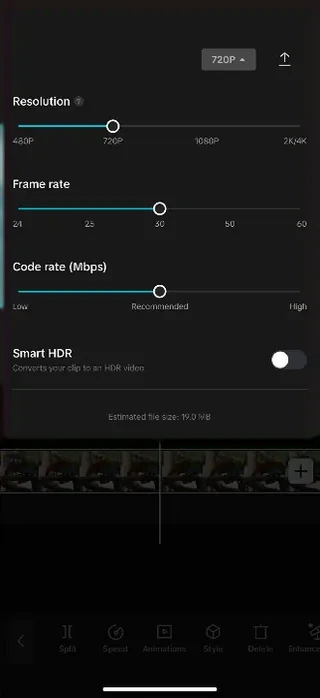 720P
Resolution ?
480P 720P 1080P 2K/4K
Frame rate
24 25 30 50 60
Code rate (Mbps)
Low Recommended High
Smart HDR
Converts your clip to an HDR video
Estimated file size: 19.0 MB
Split Speed Animations Style Delete Enhance